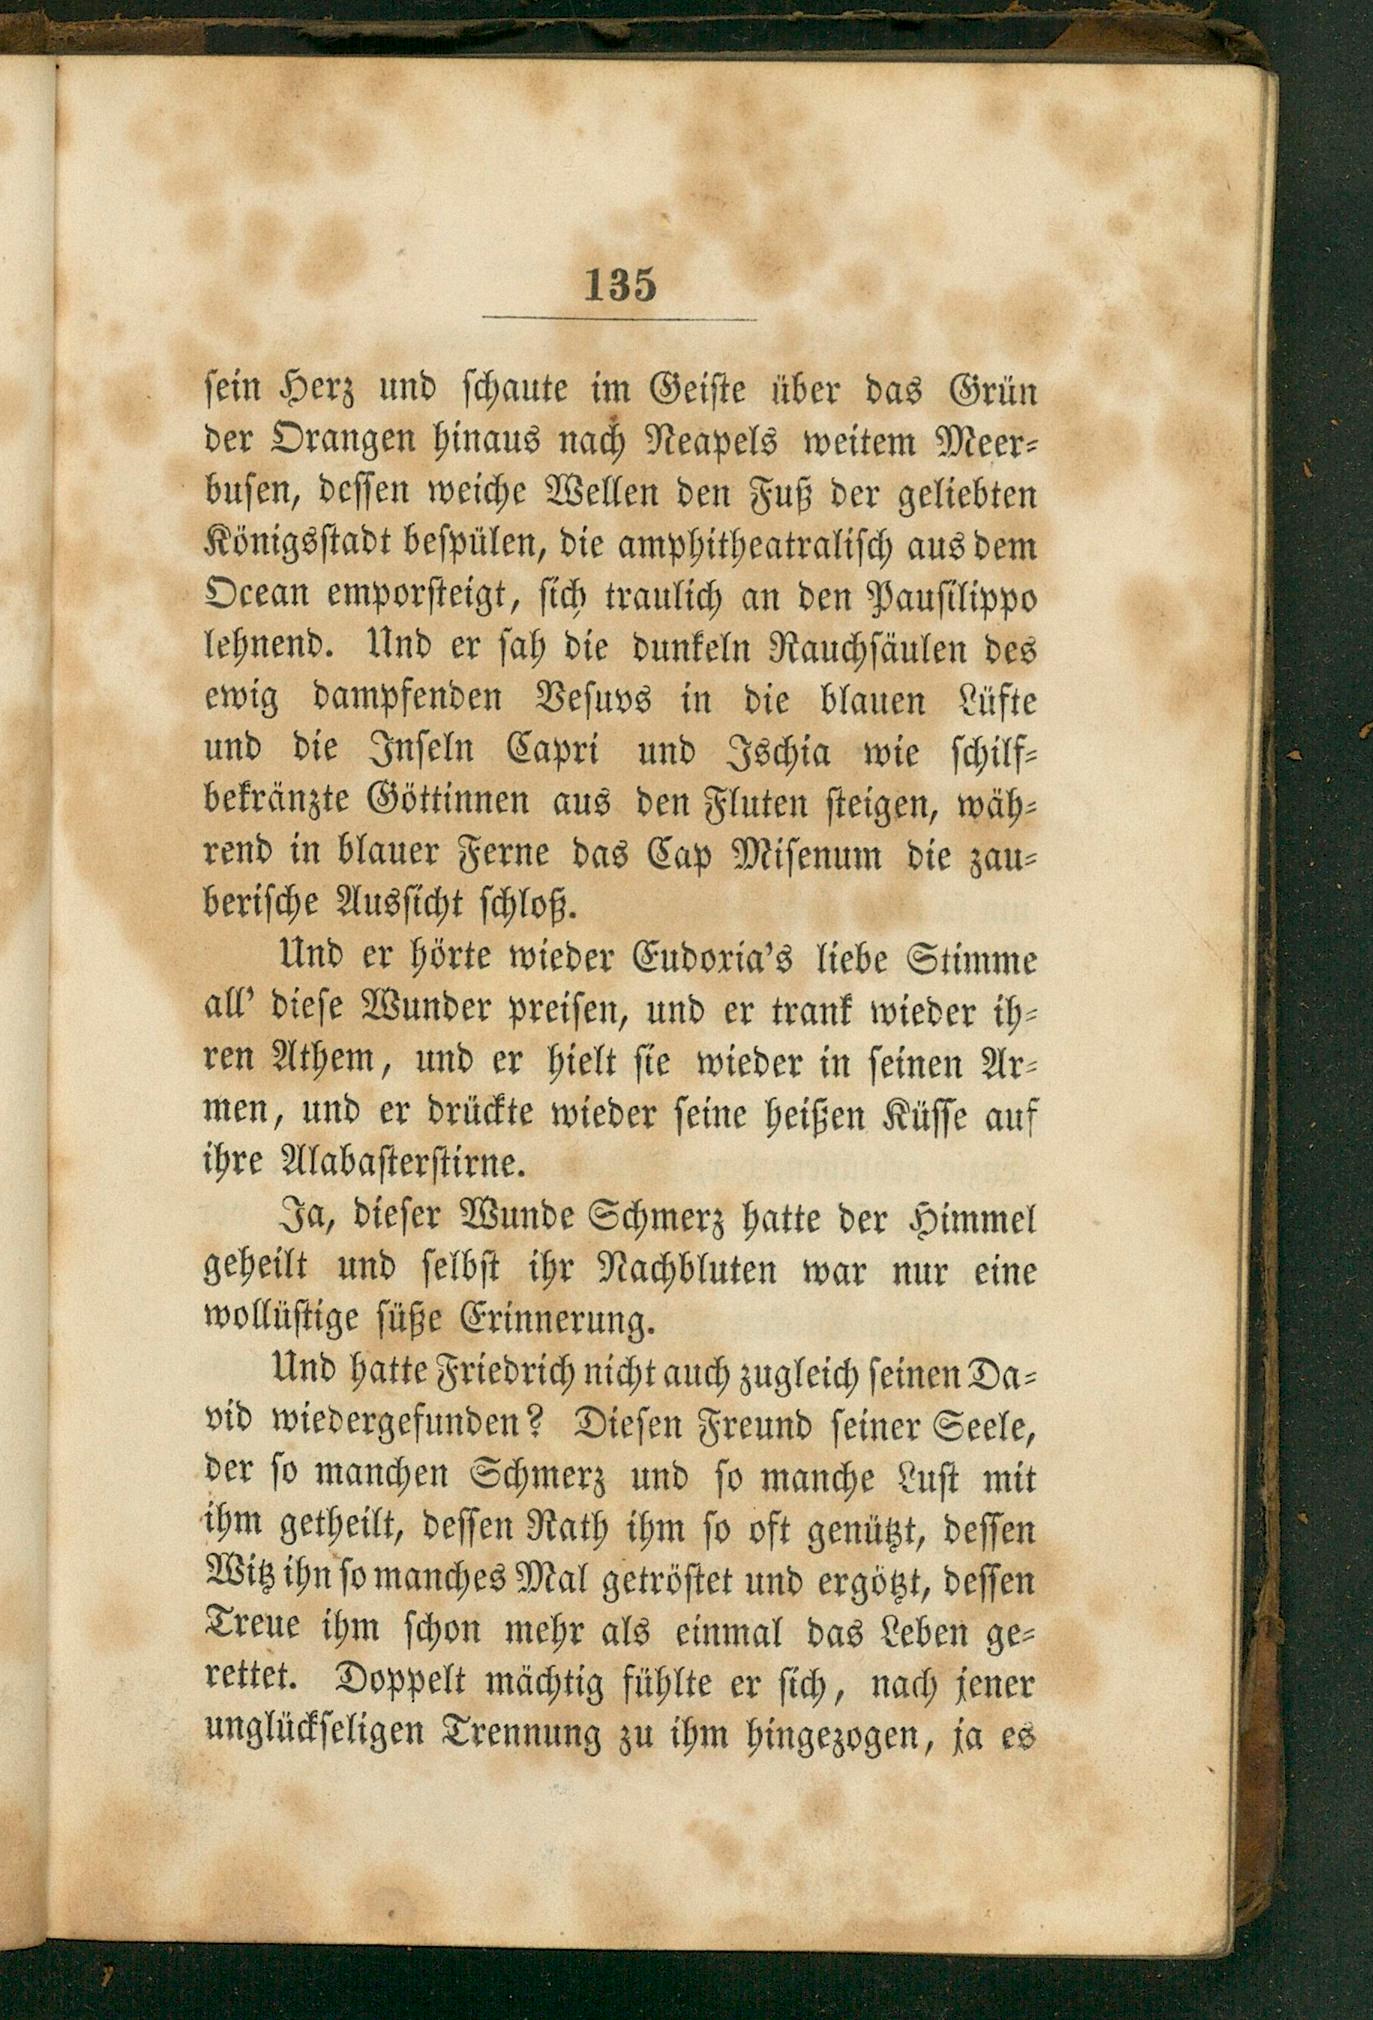 135
sein Herz und schaute im Geiste über das Grün
der Orangen hinaus nach Neapels weitem Meer-
busen, dessen weiche Wellen den Fuß der geliebten
Königsstadt bespülen, die amphitheatralisch aus dem
Ocean emporsteigt, sich traulich an den Pausilippo
lehnend. Und er sah die dunkeln Rauchsäulen des
ewig dampfenden Vesuvs in die blauen Lüfte
und die Inseln Capri und Ischia wie schilf-
bekränzte Göttinnen aus den Fluten steigen, wäh-
rend in blauer Ferne das Cap Misenum die zau-
berische Aussicht schloß.
Und er hörte wieder Eudoxia's liebe Stimme
all' diese Wunder preisen, und er trank wieder ih-
ren Athem, und er hielt sie wieder in seinen Ar-
men, und er drückte wieder seine heißen Küsse auf
ihre Alabasterstirne.
Ja, dieser Wunde Schmerz hatte der Himmel
geheilt und selbst ihr Nachbluten war nur eine
wollüstige süße Erinnerung.
Und hatte Friedrich nicht auch zugleich seinen Da-
vid wiedergefunden? Diesen Freund seiner Seele,
der so manchen Schmerz und so manche Lust mit
ihm getheilt, dessen Rath ihm so oft genützt, dessen
Witz ihn so manches Mal getröstet und ergötzt, dessen
Treue ihm schon mehr als einmal das Leben ge-
rettet. Doppelt mächtig fühlte er sich, nach jener
unglückseligen Trennung zu ihm hingezogen, ja es